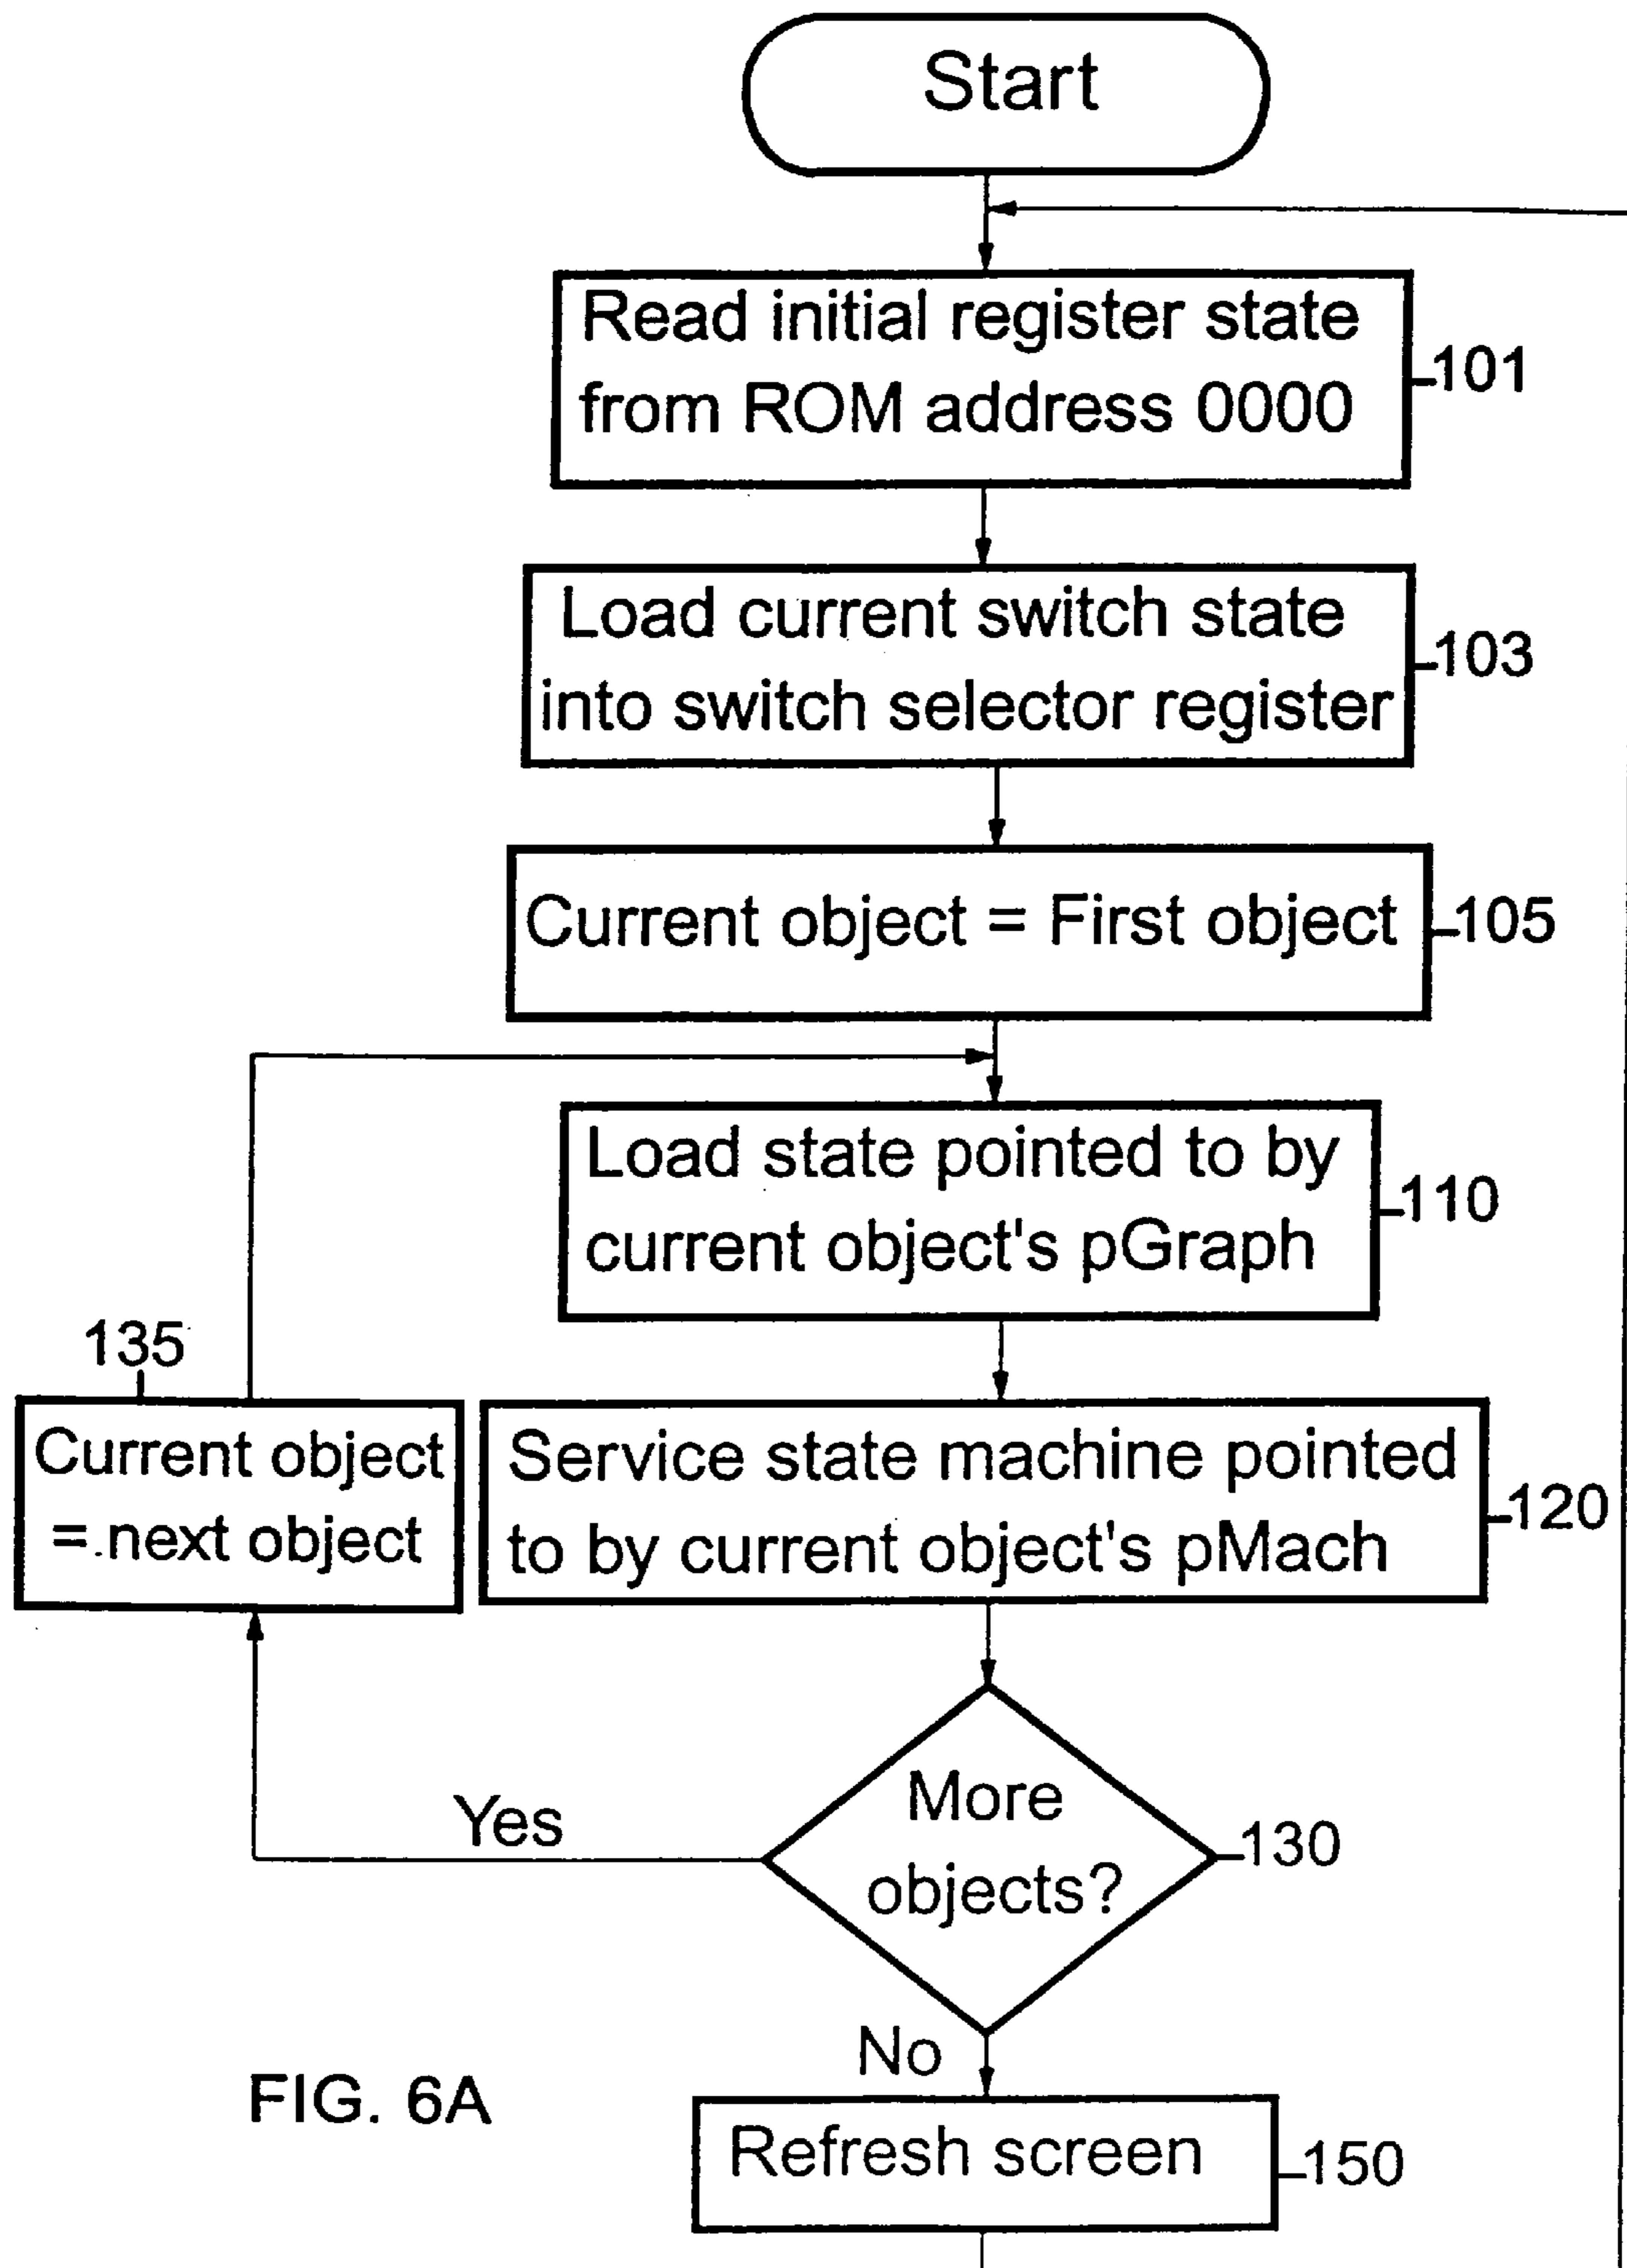 Start
Read initial register state
from ROM address 0000
101
Load current switch state
into switch selector register
103
Current object = First object
105
Load state pointed to by
current object's pGraph
110
135
Current object
= next object
Service state machine pointed
to by current object's pMach
120
More
objects?
130
Yes
No
FIG. 6A
Refresh screen
150